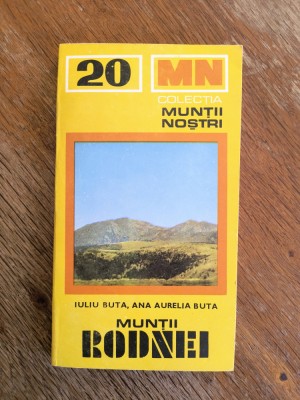 20 MN
COLECȚIA
MUNȚII
NOȘTRI
IULIU BUTA, ANA AURELIA BUTA
MUNȚII
RODNEI